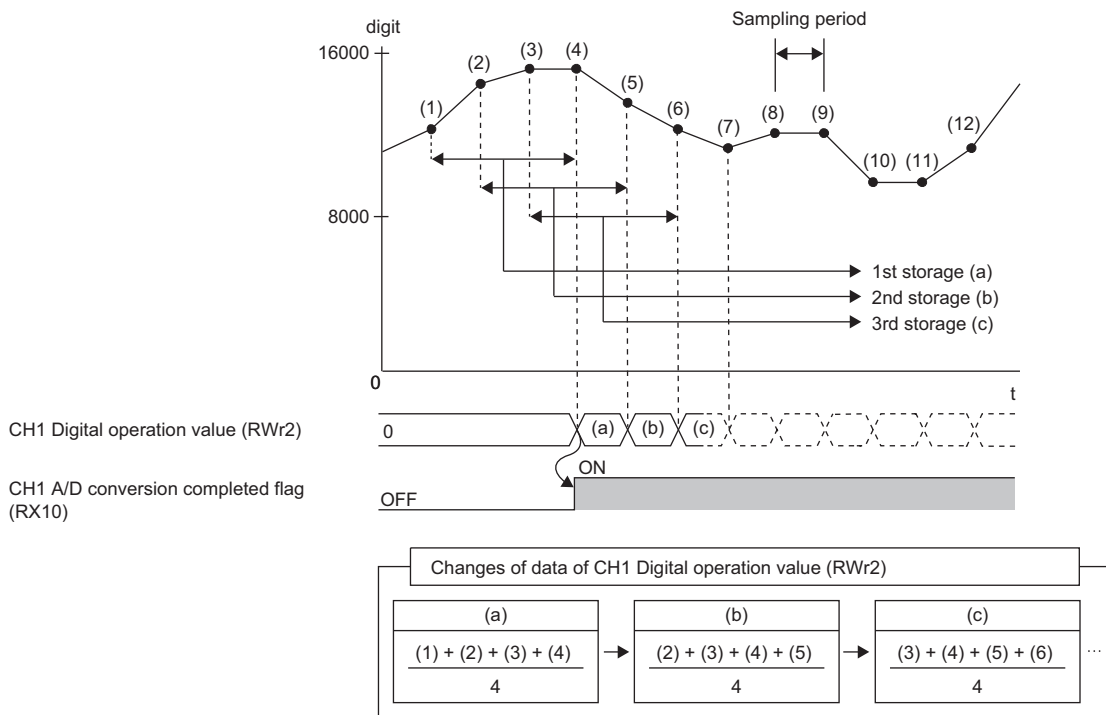 digit
Sampling period
16000
(1)
(2)
(3)
(4)
(5)
(6)
(7)
(8)
(9)
(10)
(11)
(12)
8000
1st storage (a)
2nd storage (b)
3rd storage (c)
0
t
CH1 Digital operation value (RWr2)
0
(a)
(b)
(c)
ON
CH1 A/D conversion completed flag
(RX10)
OFF
Changes of data of CH1 Digital operation value (RWr2)
(a)
(1) + (2) + (3) + (4)
4
(b)
(2) + (3) + (4) + (5)
4
(c)
(3) + (4) + (5) + (6)
4
...